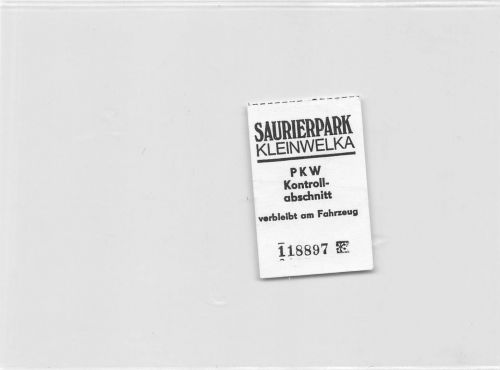 SAURIERPARK
KLEINWELKA
PKW
Kontroll-
abschnitt
verbleibt am Fahrzeug
118897